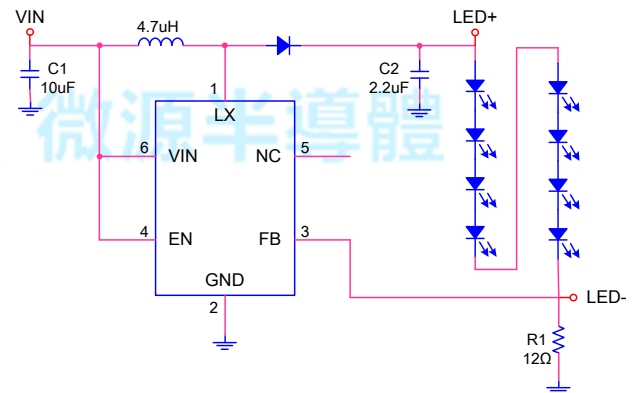 VIN
4.7uH
LED+
C1
10uF
C2
2.2uF
1
LX
微源半導體
6
VIN
NC
5
4
EN
FB
3
GND
2
LED-
R1
12Ω